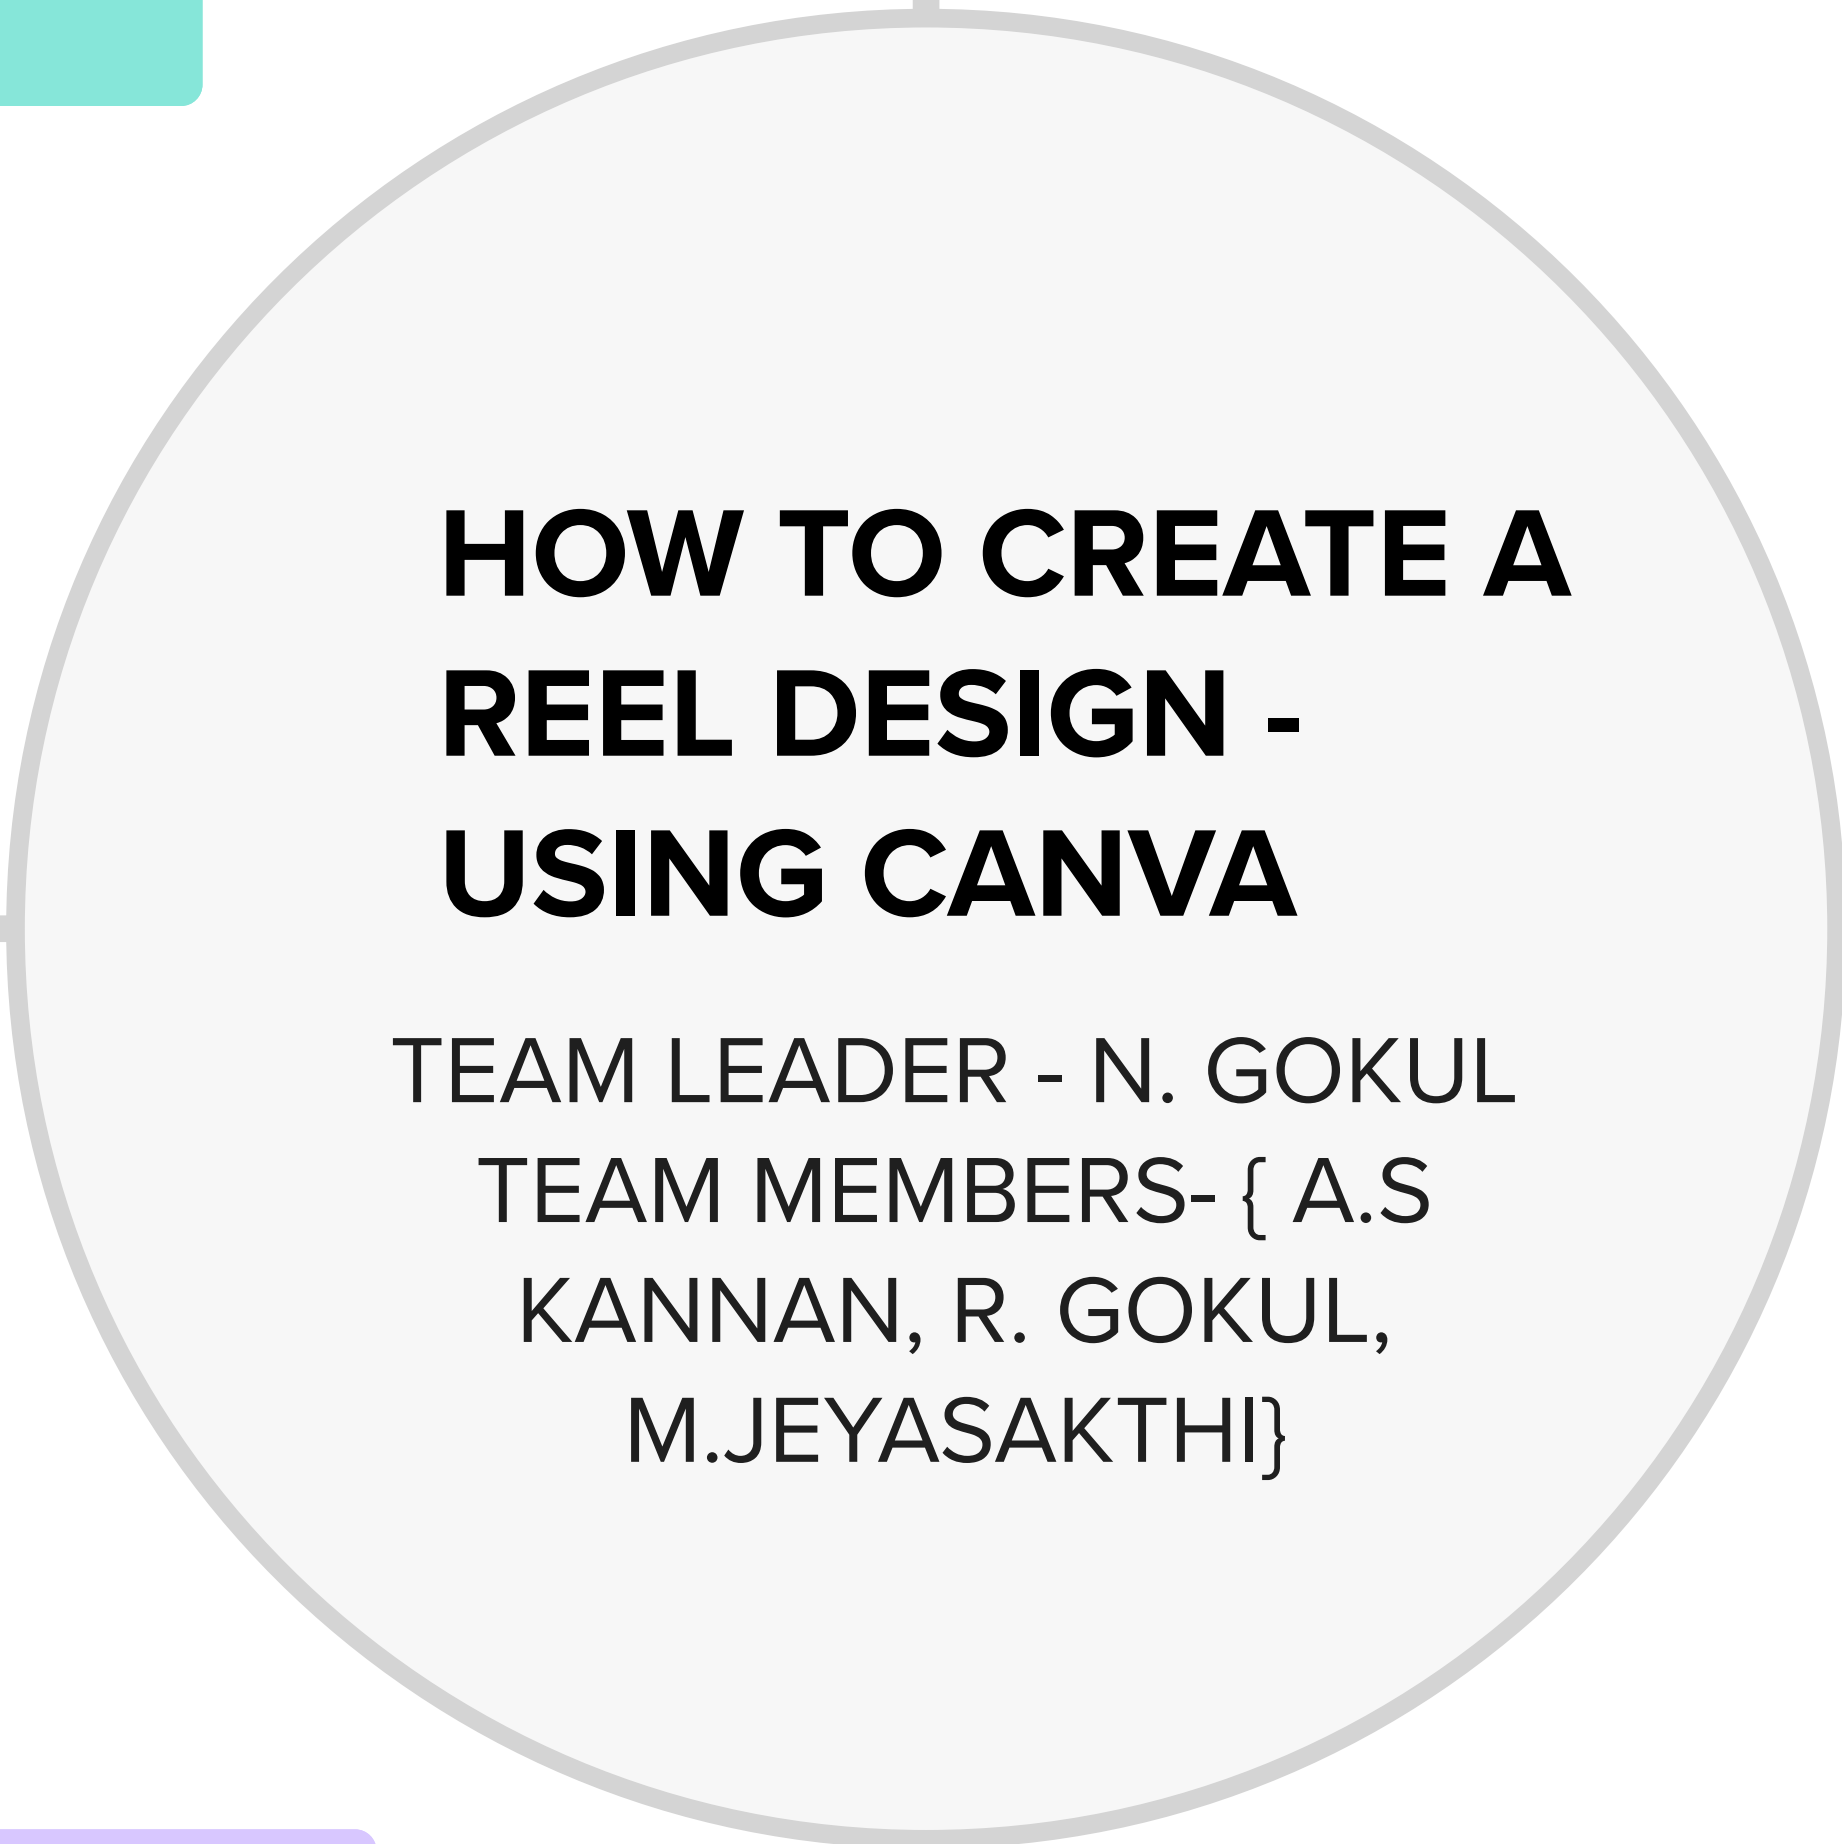 HOW TO CREATE A
REEL DESIGN -
USING CANVA
TEAM LEADER - N. GOKUL
TEAM MEMBERS- { A.S
KANNAN, R. GOKUL,
M.JEYASAKTHI}